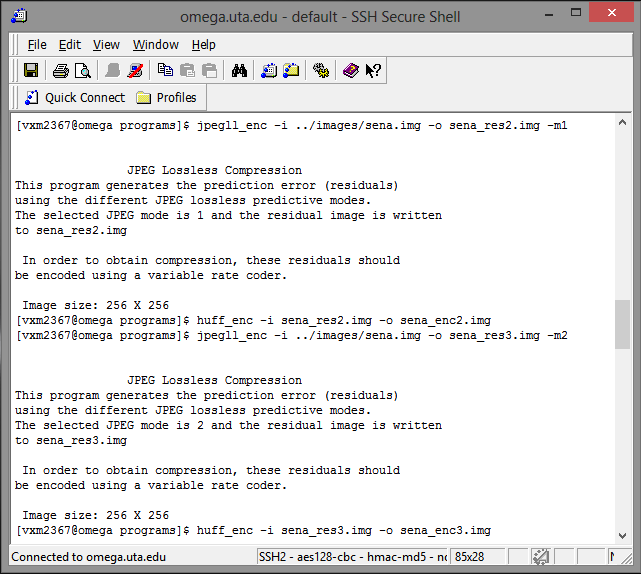 omega.uta.edu - default - SSH Secure Shell
File Edit View Window Help
Quick Connect Profiles
[vxm2367@omega programs]$ jpegll_enc -i ../images/sena.img -o sena_res2.img -m1
JPEG Lossless Compression
This program generates the prediction error (residuals)
using the different JPEG lossless predictive modes.
The selected JPEG mode is 1 and the residual image is written
to sena_res2.img
In order to obtain compression, these residuals should
be encoded using a variable rate coder.
Image size: 256 X 256
[vxm2367@omega programs]$ huff_enc -i sena_res2.img -o sena_enc2.img
[vxm2367@omega programs]$ jpegll_enc -i ../images/sena.img -o sena_res3.img -m2
JPEG Lossless Compression
This program generates the prediction error (residuals)
using the different JPEG lossless predictive modes.
The selected JPEG mode is 2 and the residual image is written
to sena_res3.img
In order to obtain compression, these residuals should
be encoded using a variable rate coder.
Image size: 256 X 256
[vxm2367@omega programs]$ huff_enc -i sena_res3.img -o sena_enc3.img
Connected to omega.uta.edu SSH2 - aes128-cbc - hmac-md5 - 85x28